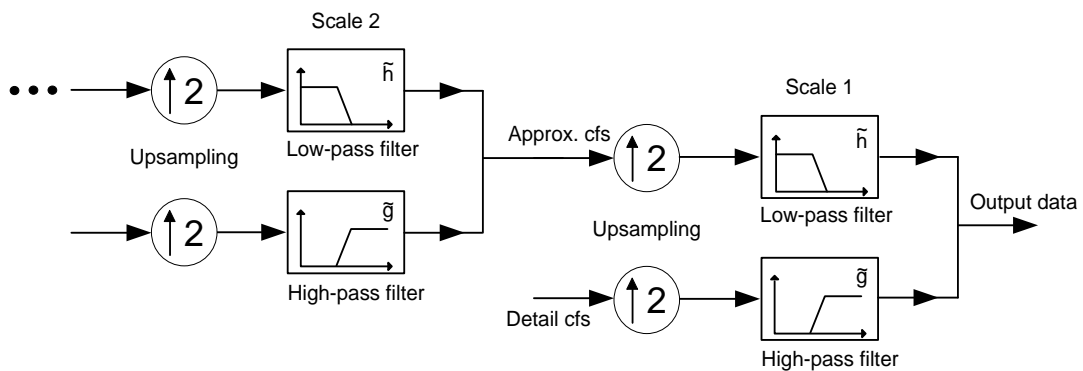 Scale 2
••• ↑2 h̃
Upsampling
Low-pass filter
↑2 g̃
High-pass filter
Approx. cfs
Scale 1
↑2 h̃
Upsampling
Low-pass filter
Output data
Detail cfs
↑2 g̃
High-pass filter